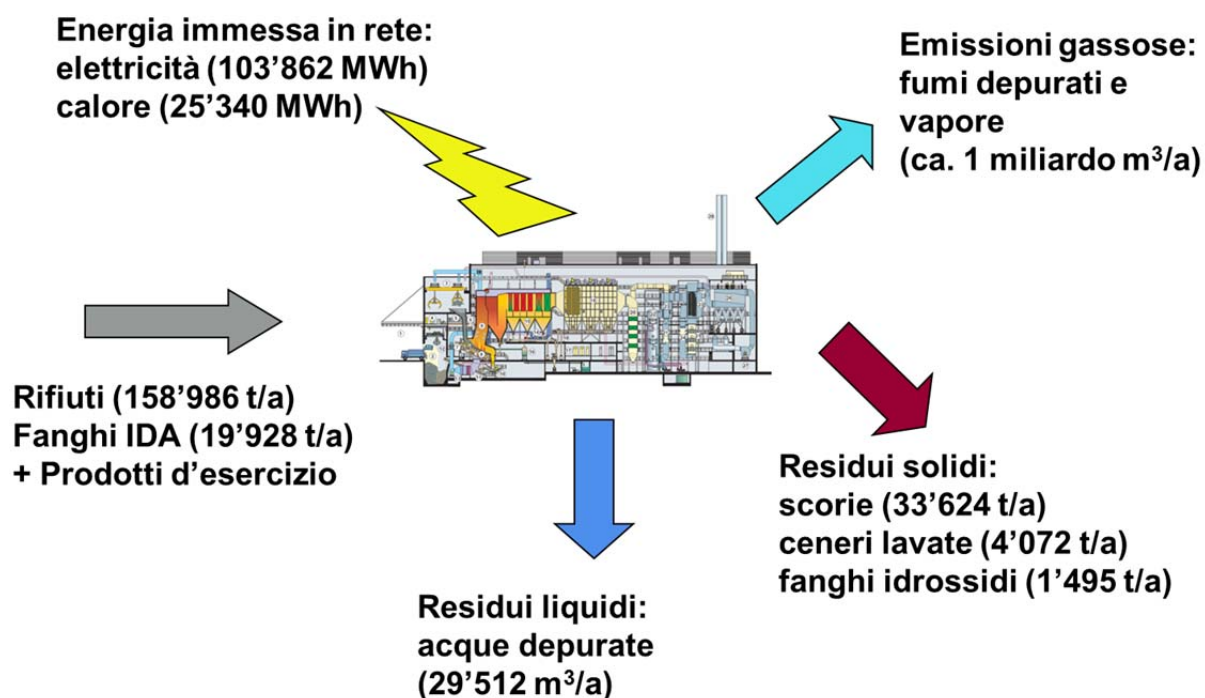 Energia immessa in rete:
elettricità (103’862 MWh)
calore (25’340 MWh)
Emissioni gassose:
fumi depurati e
vapore
(ca. 1 miliardo m³/a)
Rifiuti (158’986 t/a)
Fanghi IDA (19’928 t/a)
+ Prodotti d’esercizio
Residui solidi:
scorie (33’624 t/a)
ceneri lavate (4’072 t/a)
fanghi idrossidi (1’495 t/a)
Residui liquidi:
acque depurate
(29’512 m³/a)